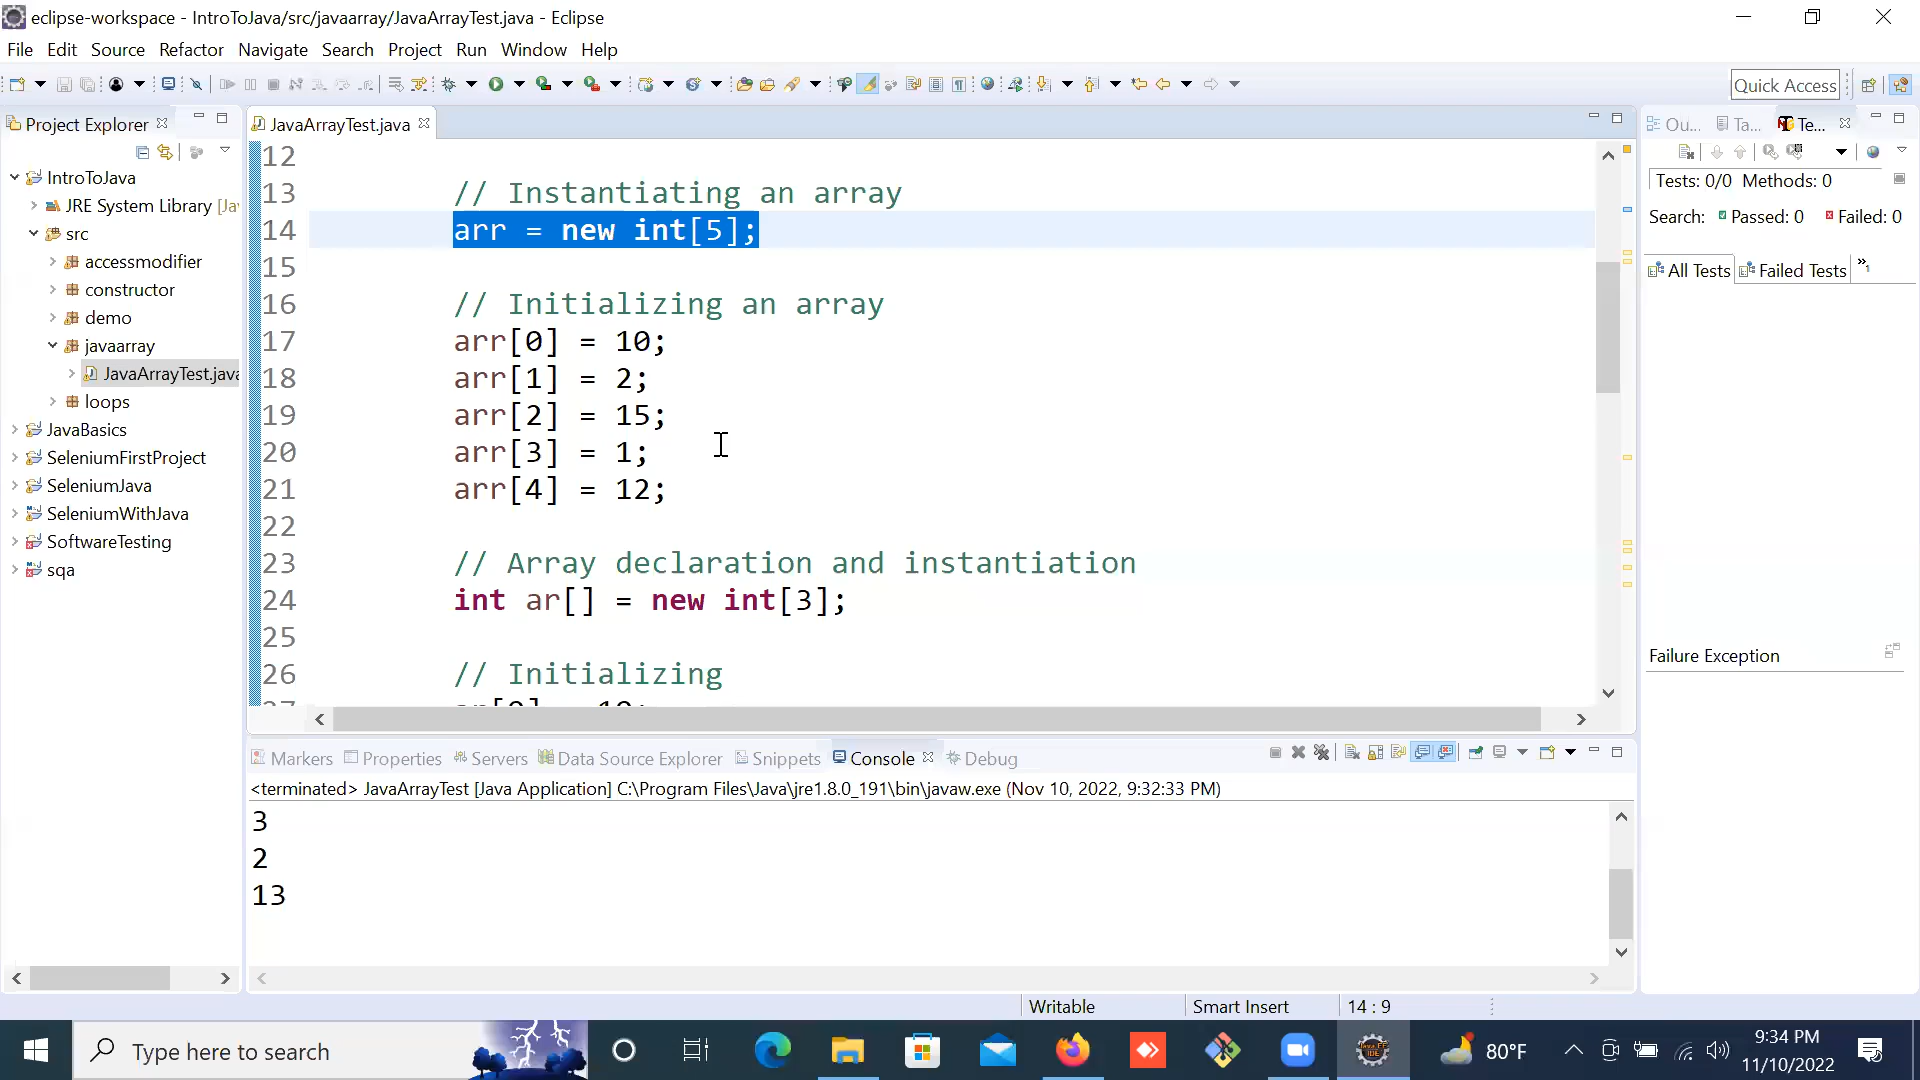 eclipse-workspace - IntroToJava/src/javaarray/JavaArrayTest.java - Eclipse
File Edit Source Refactor Navigate Search Project Run Window Help
Quick Access
Project Explorer
JavaArrayTest.java
Ou... Ta... Te...
IntroToJava
JRE System Library [Ja
src
accessmodifier
constructor
demo
javaarray
JavaArrayTest.java
loops
JavaBasics
SeleniumFirstProject
SeleniumJava
SeleniumWithJava
SoftwareTesting
sqa
12
13 // Instantiating an array
14 arr = new int[5];
15
16 // Initializing an array
17 arr[0] = 10;
18 arr[1] = 2;
19 arr[2] = 15;
20 arr[3] = 1;
21 arr[4] = 12;
22
23 // Array declaration and instantiation
24 int ar[] = new int[3];
25
26 // Initializing
Tests: 0/0 Methods: 0
Search: Passed: 0 Failed: 0
All Tests Failed Tests »1
Failure Exception
Markers Properties Servers Data Source Explorer Snippets Console Debug
<terminated> JavaArrayTest [Java Application] C:\Program Files\Java\jre1.8.0_191\bin\javaw.exe (Nov 10, 2022, 9:32:33 PM)
3
2
13
Writable Smart Insert 14 : 9
Type here to search
80°F
9:34 PM
11/10/2022